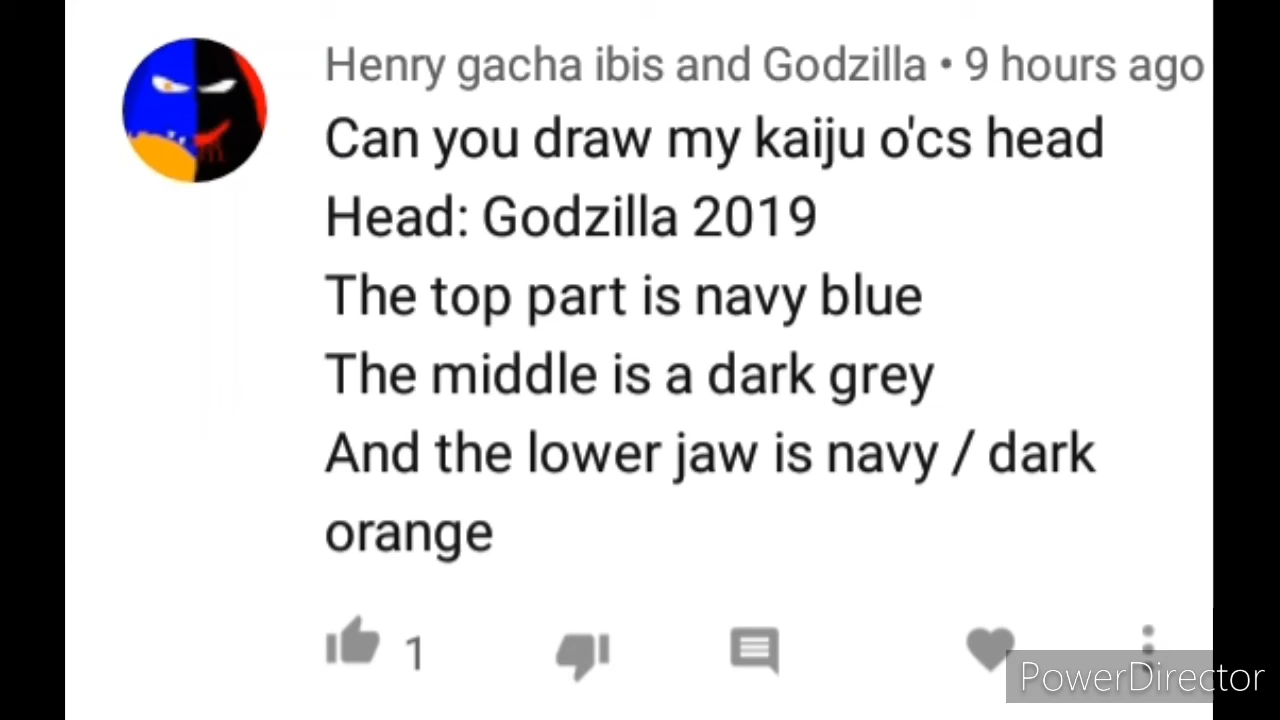 Henry gacha ibis and Godzilla • 9 hours ago
Can you draw my kaiju o'cs head
Head: Godzilla 2019
The top part is navy blue
The middle is a dark grey
And the lower jaw is navy / dark
orange
1
PowerDirector